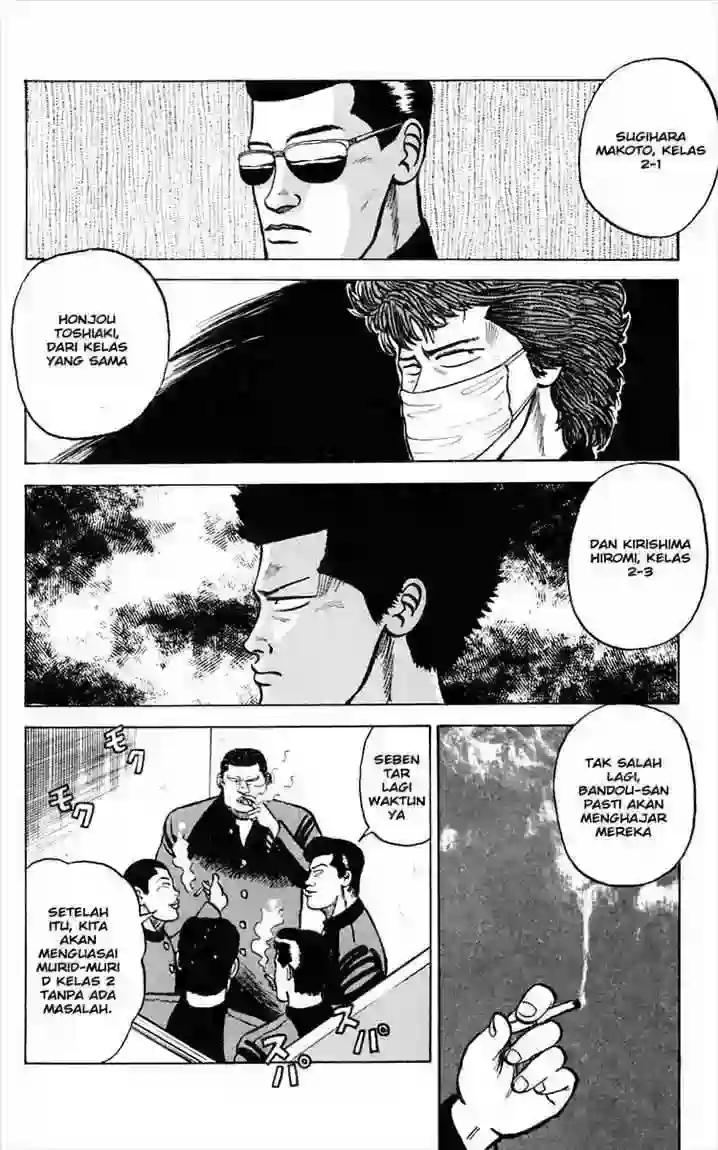 SUGIHARA
MAKOTO, KELAS
2-1
HONJOU
TOSHIAKI,
DARI KELAS
YANG SAMA
DAN KIRISHIMA
HIROMI, KELAS
2-3
TAK SALAH
LAGI,
BANDOU-SAN
PASTI AKAN
MENGHAJAR
MEREKA
SEBEN
TAR
LAGI
WAKTUN
YA
モク
モク
SETELAH
ITU, KITA
AKAN
MENGUASAI
MURID-MURI
D KELAS 2
TANPA ADA
MASALAH.
スパ
スパ